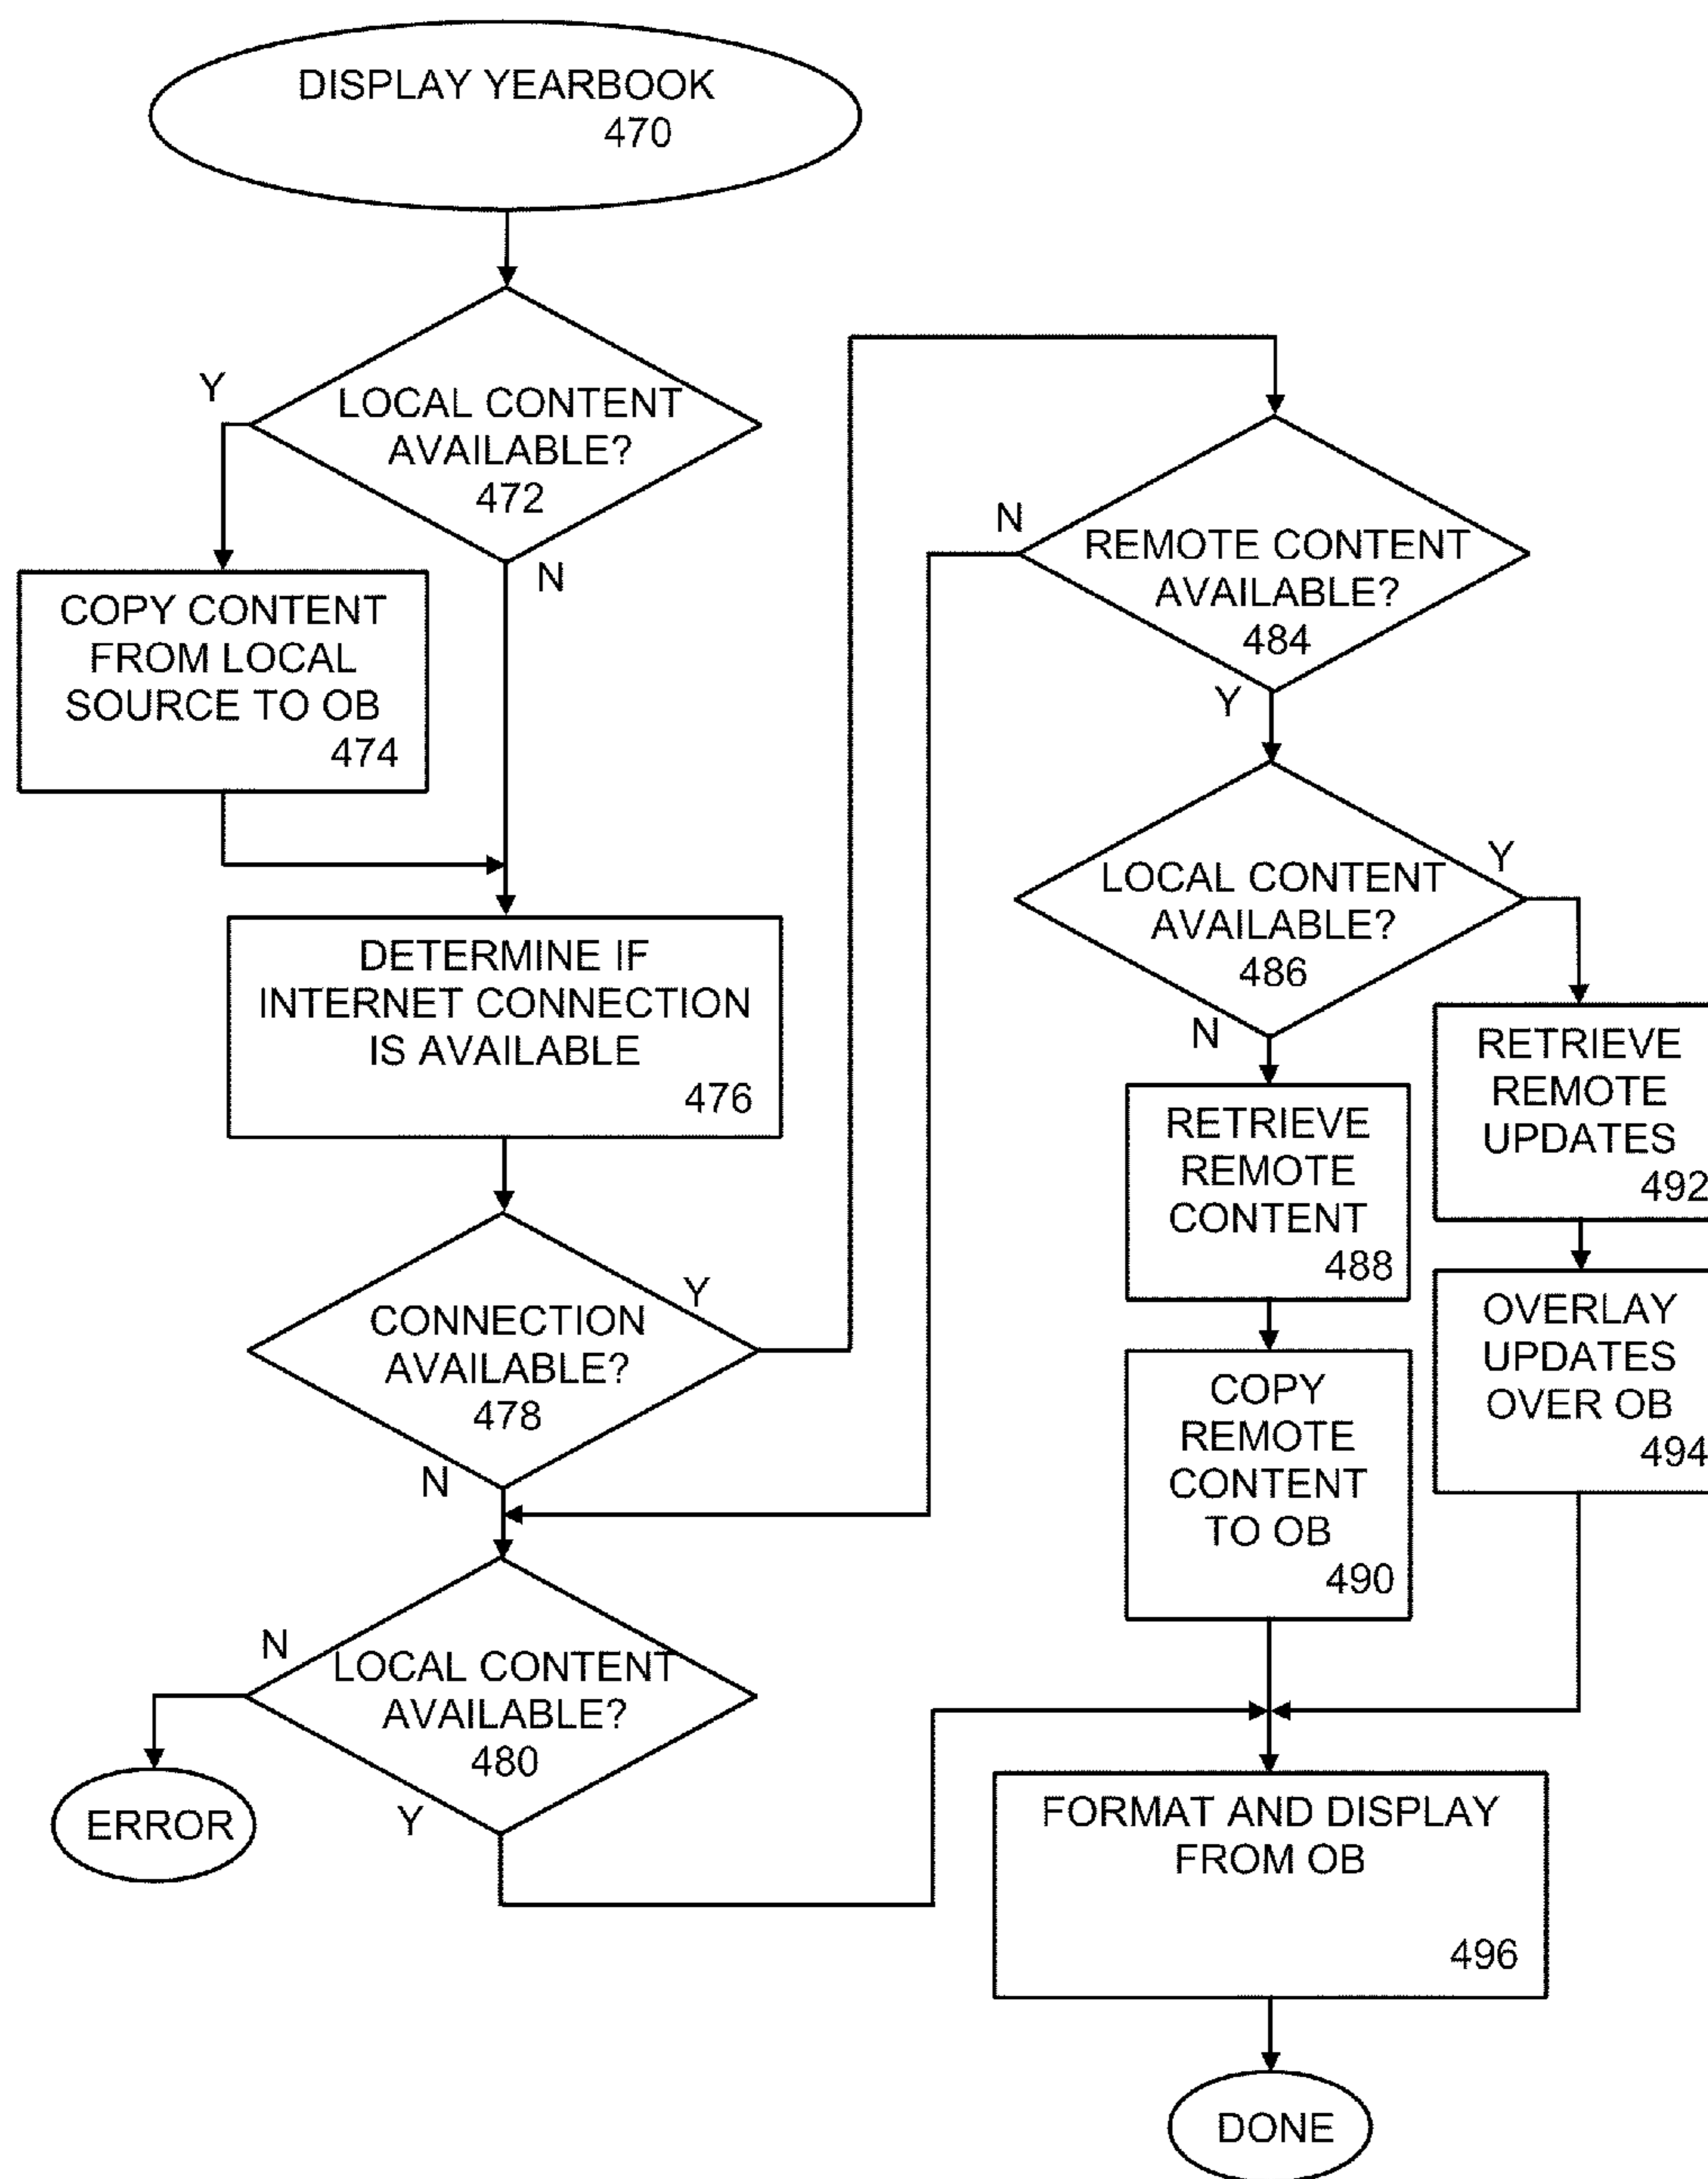 DISPLAY YEARBOOK
470
Y
LOCAL CONTENT
AVAILABLE?
472
N
COPY CONTENT
FROM LOCAL
SOURCE TO OB
474
DETERMINE IF
INTERNET CONNECTION
IS AVAILABLE
476
Y
CONNECTION
AVAILABLE?
478
N
N
LOCAL CONTENT
AVAILABLE?
480
Y
ERROR
N
REMOTE CONTENT
AVAILABLE?
484
Y
Y
LOCAL CONTENT
AVAILABLE?
486
N
RETRIEVE
REMOTE
CONTENT
488
COPY
REMOTE
CONTENT
TO OB
490
RETRIEVE
REMOTE
UPDATES
492
OVERLAY
UPDATES
OVER OB
494
FORMAT AND DISPLAY
FROM OB
496
DONE